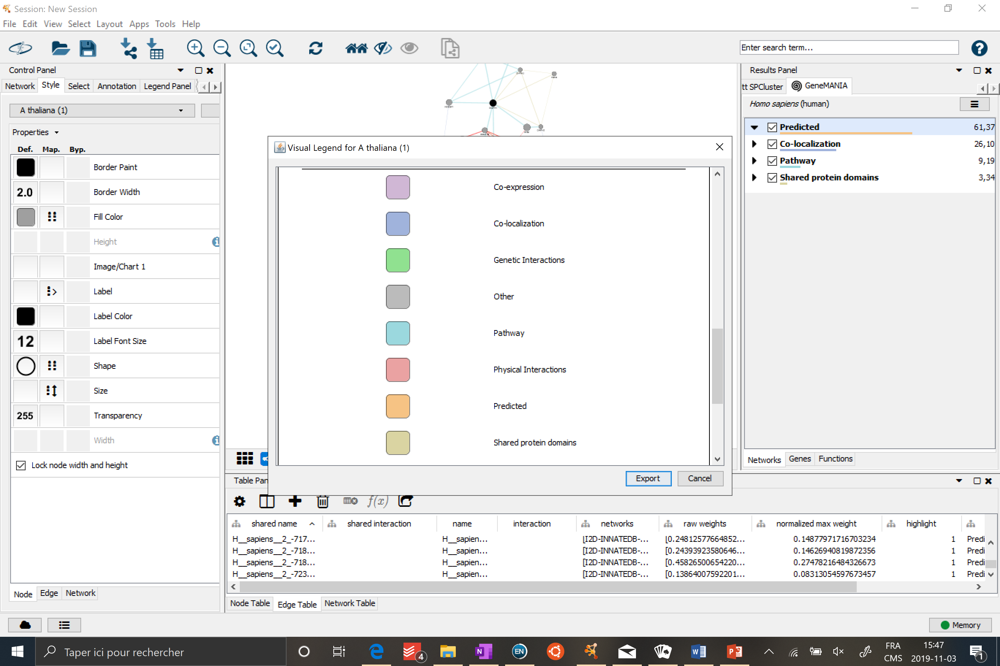 Session: New Session
File Edit View Select Layout Apps Tools Help
Enter search term...
Control Panel
Network Style Select Annotation Legend Panel
A thaliana (1)
Properties
Def. Map. Byp.
Border Paint
2.0 Border Width
Fill Color
Height
Image/Chart 1
Label
Label Color
12 Label Font Size
Shape
Size
255 Transparency
Width
Lock node width and height
Node Edge Network
Visual Legend for A thaliana (1)
Co-expression
Co-localization
Genetic Interactions
Other
Pathway
Physical Interactions
Predicted
Shared protein domains
Export Cancel
Results Panel
tt SPCluster GeneMANIA
Homo sapiens (human)
Predicted 61,37
Co-localization 26,10
Pathway 9,19
Shared protein domains 3,34
Networks Genes Functions
Table Pan
f(x)
shared name shared interaction name interaction networks raw weights normalized max weight highlight
H__sapiens__2_-717... H__sapien... [I2D-INNATEDB-... [0.24812577664852... 0.14877971716703234 1 Predi
H__sapiens__2_-718... H__sapien... [I2D-INNATEDB-... [0.24393923580646... 0.14626940819872356 1 Predi
H__sapiens__2_-718... H__sapien... [I2D-INNATEDB-... [0.45826500654220... 0.27478216484326673 1 Predi
H__sapiens__2_-723... H__sapien... [I2D-INNATEDB-... [0.13864007592201... 0.08313054597673457 1 Predi
Node Table Edge Table Network Table
Memory
Taper ici pour rechercher
4
N
EN
W
P
FRA
CMS
15:47
2019-11-03
1